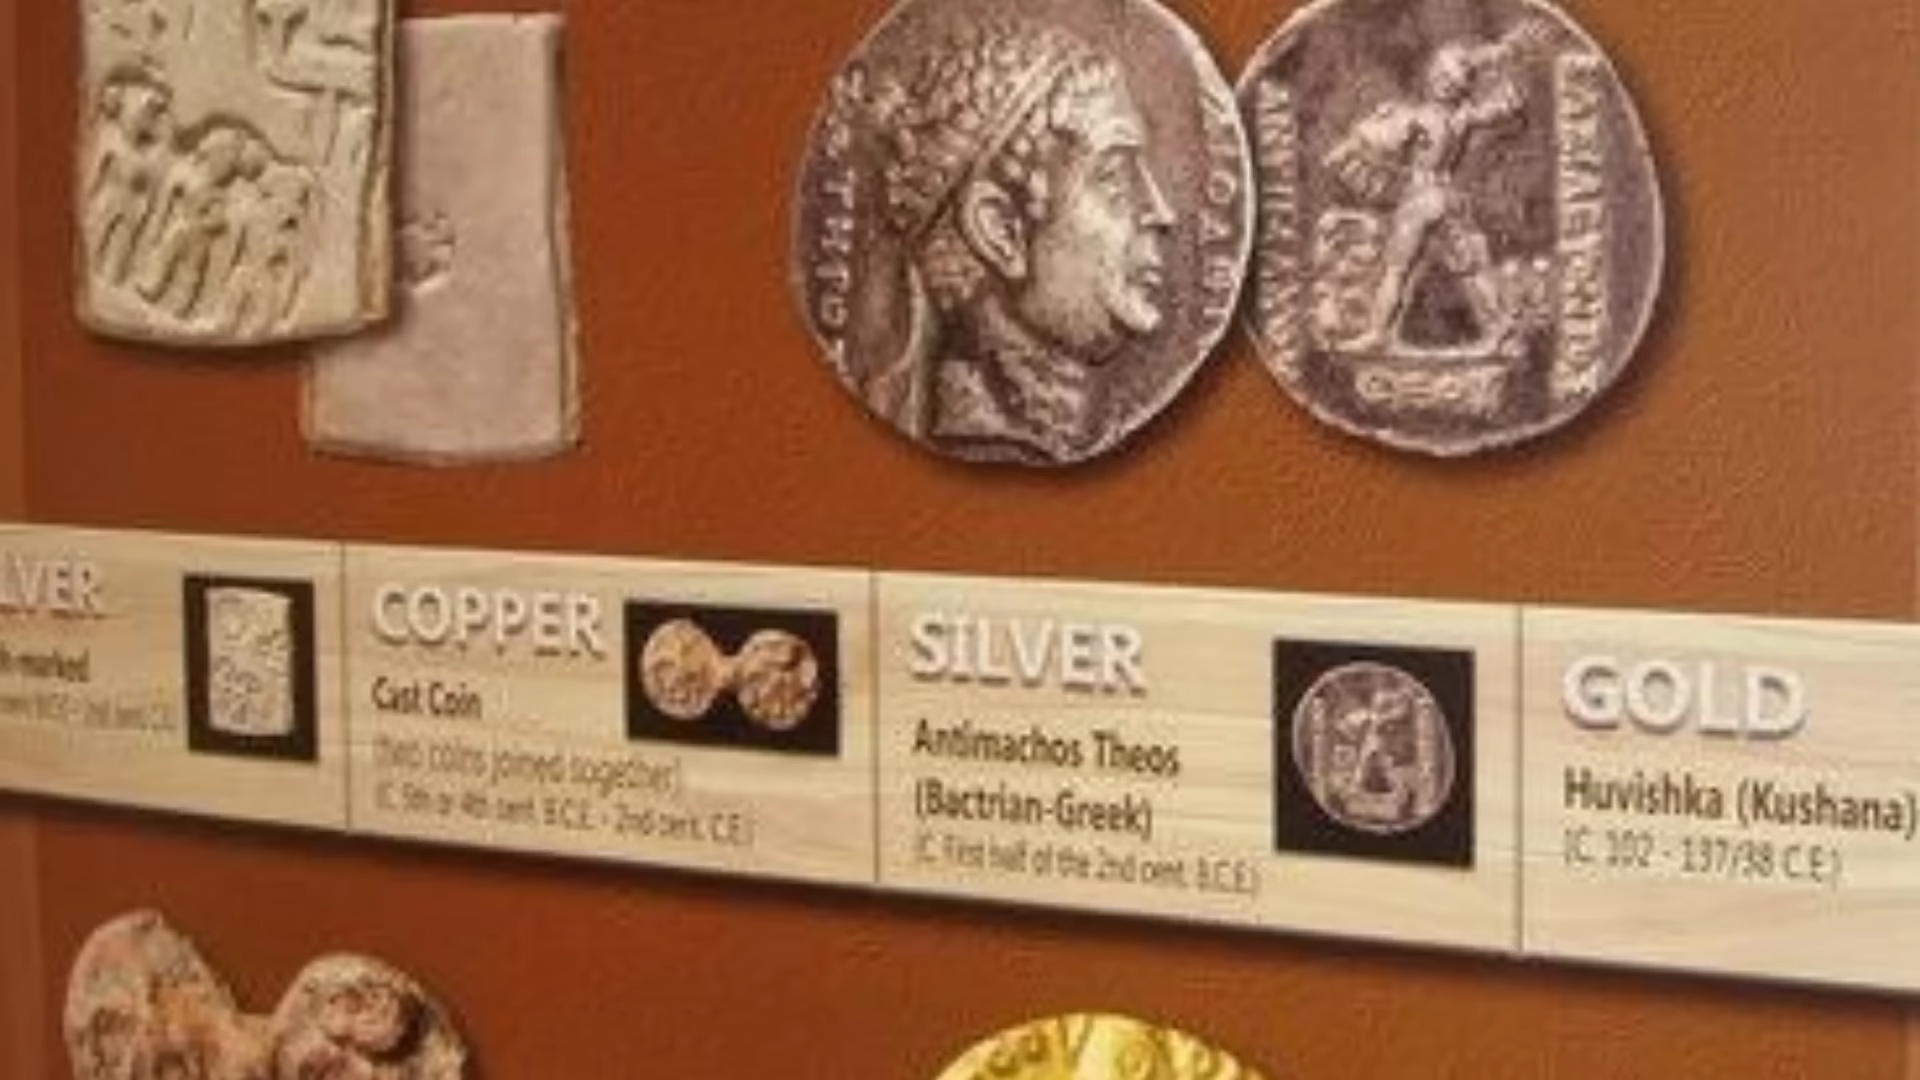 LVER
COPPER
Cast Coin
(two coins joined together)
(C. 5th or 4th cent. B.C.E. - 2nd cent. C.E.)
SILVER
Antimachos Theos
(Bactrian-Greek)
(C. First half of the 2nd cent. B.C.E)
GOLD
Huvishka (Kushana)
(C. 102 - 137/38 C.E)